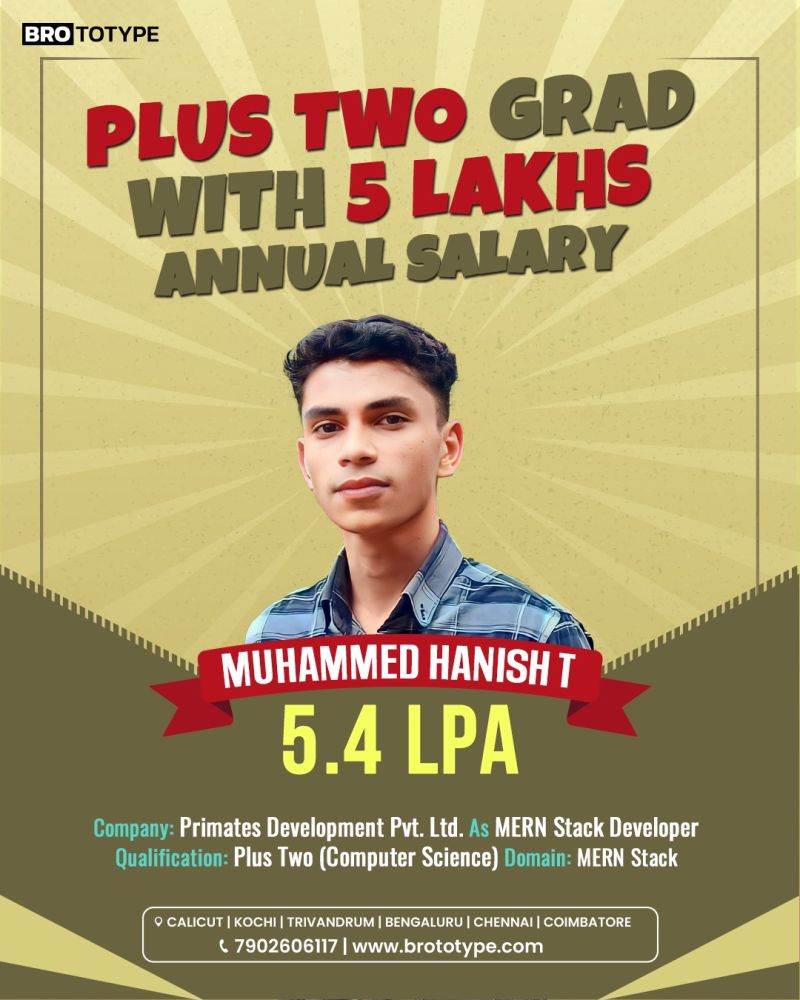 BROTOTYPE
PLUS TWO GRAD
WITH 5 LAKHS
ANNUAL SALARY
MUHAMMED HANISH T
5.4 LPA
Company: Primates Development Pvt. Ltd. As MERN Stack Developer
Qualification: Plus Two (Computer Science) Domain: MERN Stack
CALICUT | KOCHI | TRIVANDRUM | BENGALURU | CHENNAI | COIMBATORE
7902606117 | www.brototype.com